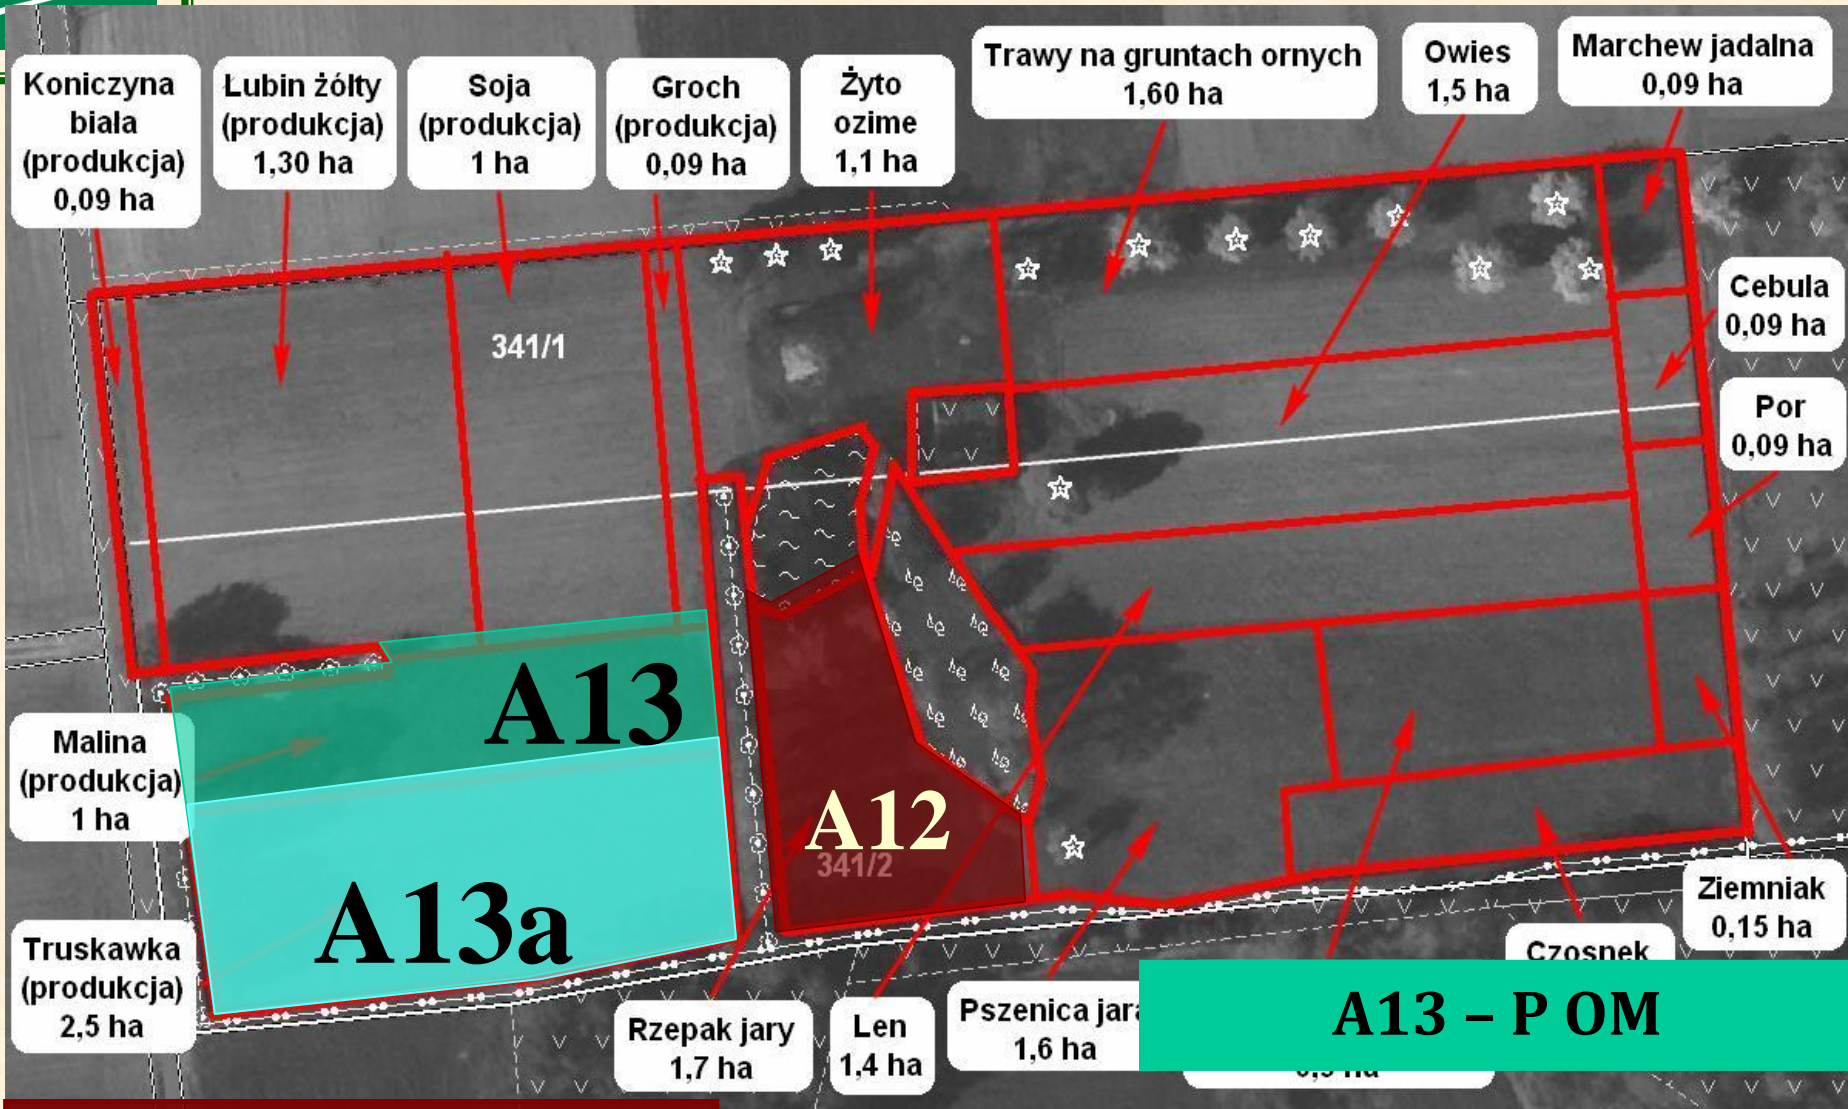 Koniczyna
biala
(produkcja)
0,09 ha
Łubin żółty
(produkcja)
1,30 ha
Soja
(produkcja)
1 ha
Groch
(produkcja)
0,09 ha
Żyto
ozime
1,1 ha
Trawy na gruntach ornych
1,60 ha
Owies
1,5 ha
Marchew jadalna
0,09 ha
Cebula
0,09 ha
Por
0,09 ha
341/1
A13
A12
341/2
A13a
Malina
(produkcja)
1 ha
Truskawka
(produkcja)
2,5 ha
Rzepak jary
1,7 ha
Len
1,4 ha
Pszenica jara
1,6 ha
Czosnek
Ziemniak
0,15 ha
A13 – P OM